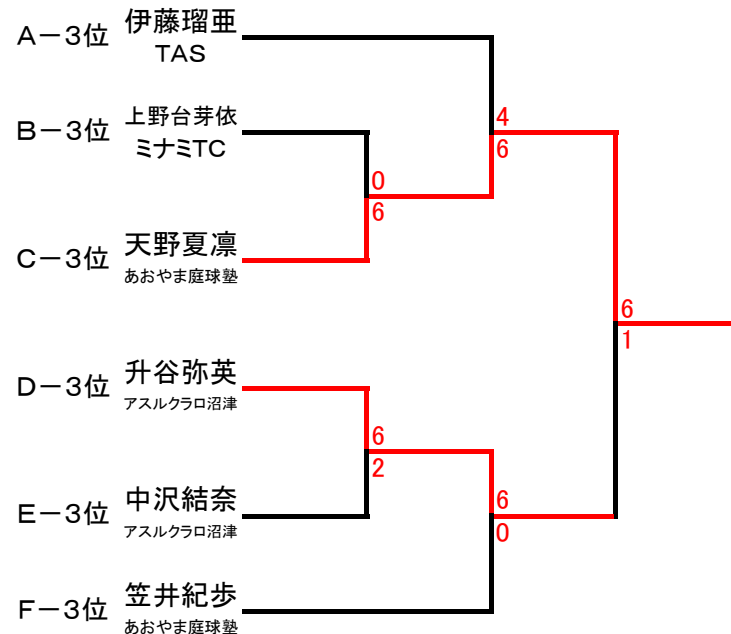 A－3位 伊藤瑠亜
TAS
4
B－3位 上野台芽依
ミナミTC
6
0
6
C－3位 天野夏凛
あおやま庭球塾
6
1
D－3位 升谷弥英
アスルクラロ沼津
6
2
E－3位 中沢結奈
アスルクラロ沼津
6
0
F－3位 笠井紀歩
あおやま庭球塾